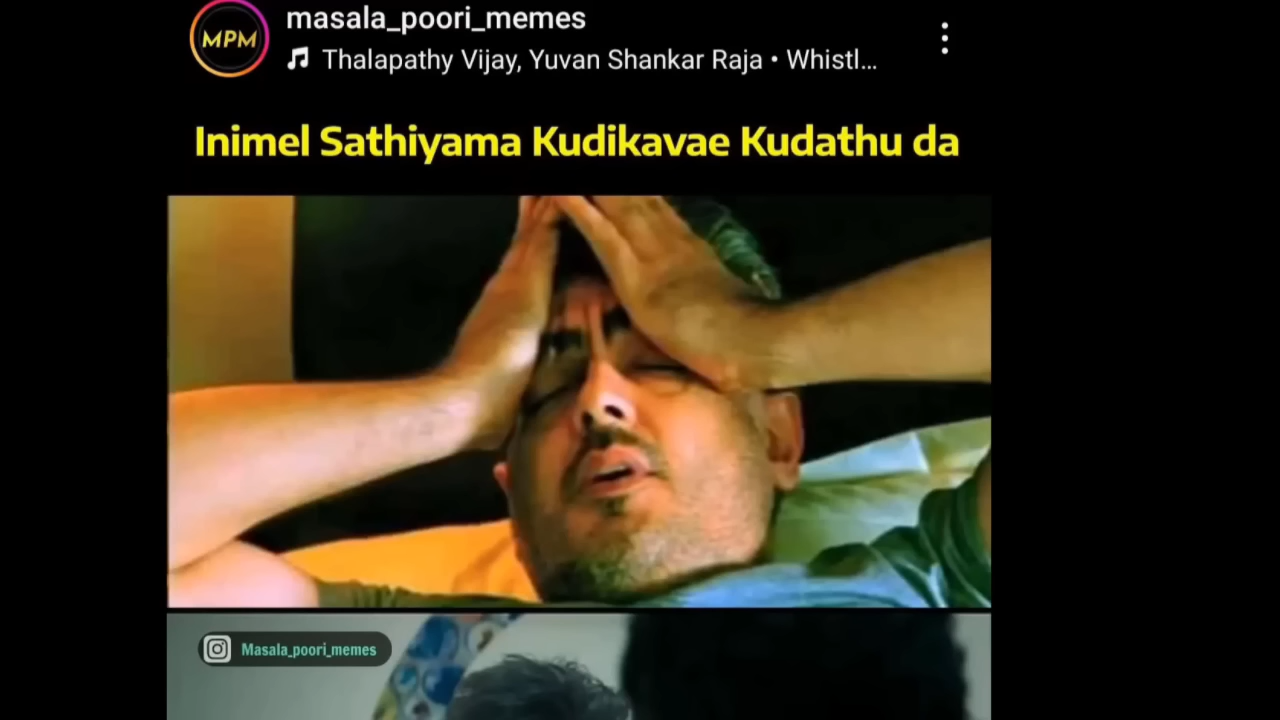 MPM
masala_poori_memes
Thalapathy Vijay, Yuvan Shankar Raja • Whistl...
Inimel Sathiyama Kudikavae Kudathu da
Masala_poori_memes